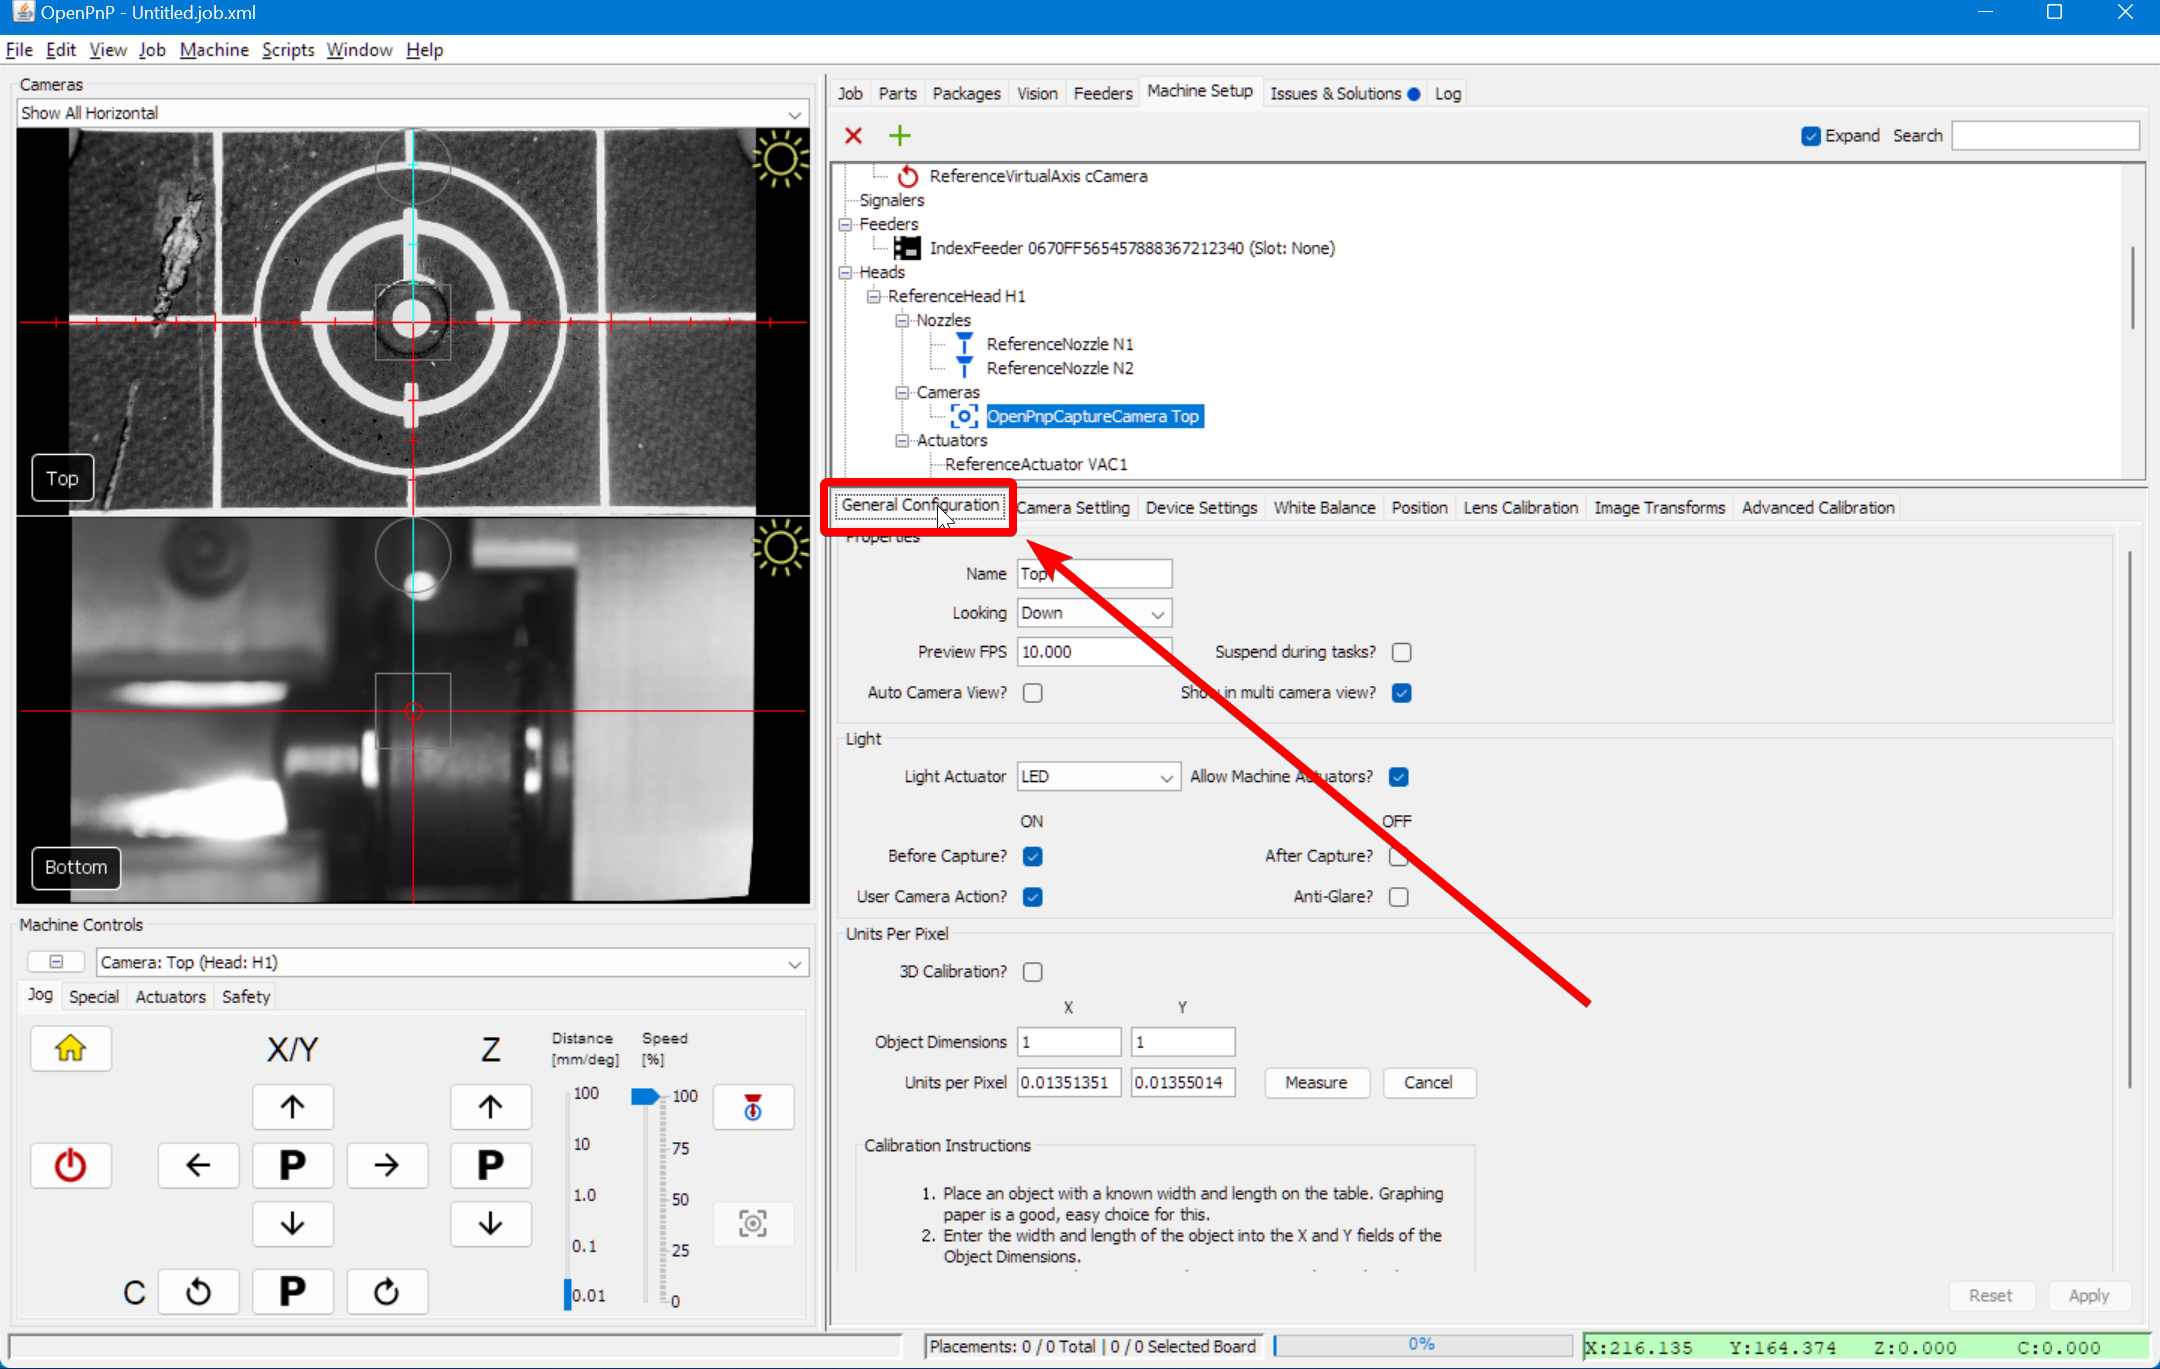 OpenPnP - Untitled.job.xml
File Edit View Job Machine Scripts Window Help
Cameras
Show All Horizontal
Top
Bottom
Machine Controls
Camera: Top (Head: H1)
Jog Special Actuators Safety
X/Y Z
Distance Speed
[mm/deg] [%]
100 100
10 75
1.0 50
0.1 25
0.01 0
P P
C P
Job Parts Packages Vision Feeders Machine Setup Issues & Solutions Log
Expand Search
ReferenceVirtualAxis cCamera
Signalers
Feeders
IndexFeeder 0670FF565457888367212340 (Slot: None)
Heads
ReferenceHead H1
Nozzles
ReferenceNozzle N1
ReferenceNozzle N2
Cameras
OpenPnpCaptureCamera Top
Actuators
ReferenceActuator VAC1
General Configuration Camera Settling Device Settings White Balance Position Lens Calibration Image Transforms Advanced Calibration
Properties
Name Top
Looking Down
Preview FPS 10.000 Suspend during tasks?
Auto Camera View? Show in multi camera view?
Light
Light Actuator LED Allow Machine Actuators?
ON OFF
Before Capture? After Capture?
User Camera Action? Anti-Glare?
Units Per Pixel
3D Calibration?
X Y
Object Dimensions 1 1
Units per Pixel 0.01351351 0.01355014 Measure Cancel
Calibration Instructions
1. Place an object with a known width and length on the table. Graphing
paper is a good, easy choice for this.
2. Enter the width and length of the object into the X and Y fields of the
Object Dimensions.
Reset Apply
Placements: 0 / 0 Total | 0 / 0 Selected Board 0% X:216.135 Y:164.374 Z:0.000 C:0.000